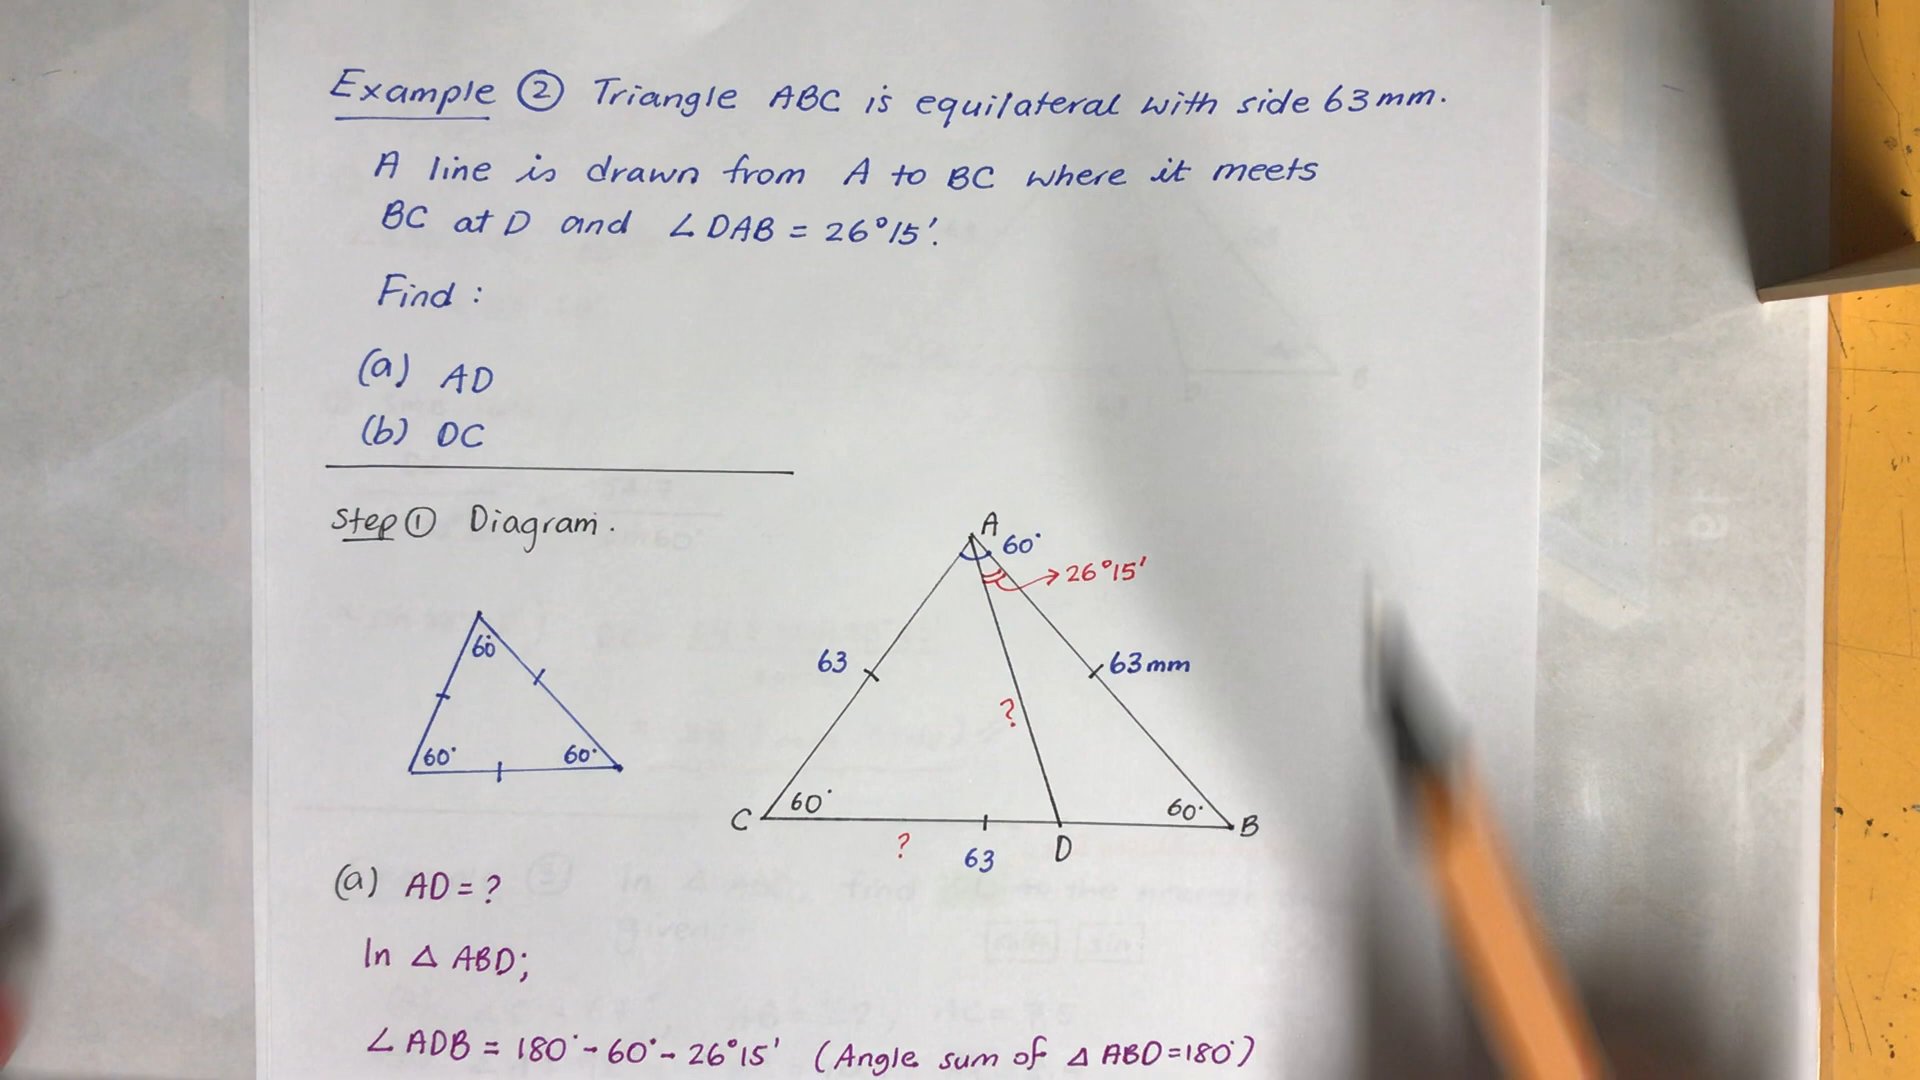 Example ② Triangle ABC is equilateral with side 63mm.
A line is drawn from A to BC where it meets
BC at D and ∠DAB = 26°15'.
Find :
(a) AD
(b) DC
Step ① Diagram.
A
60°
26°15'
60
63
63mm
?
60°
60°
C
60°
60°
B
?
63
D
(a) AD = ?
In △ ABD;
∠ADB = 180° - 60° - 26°15' (Angle sum of △ ABD = 180°)